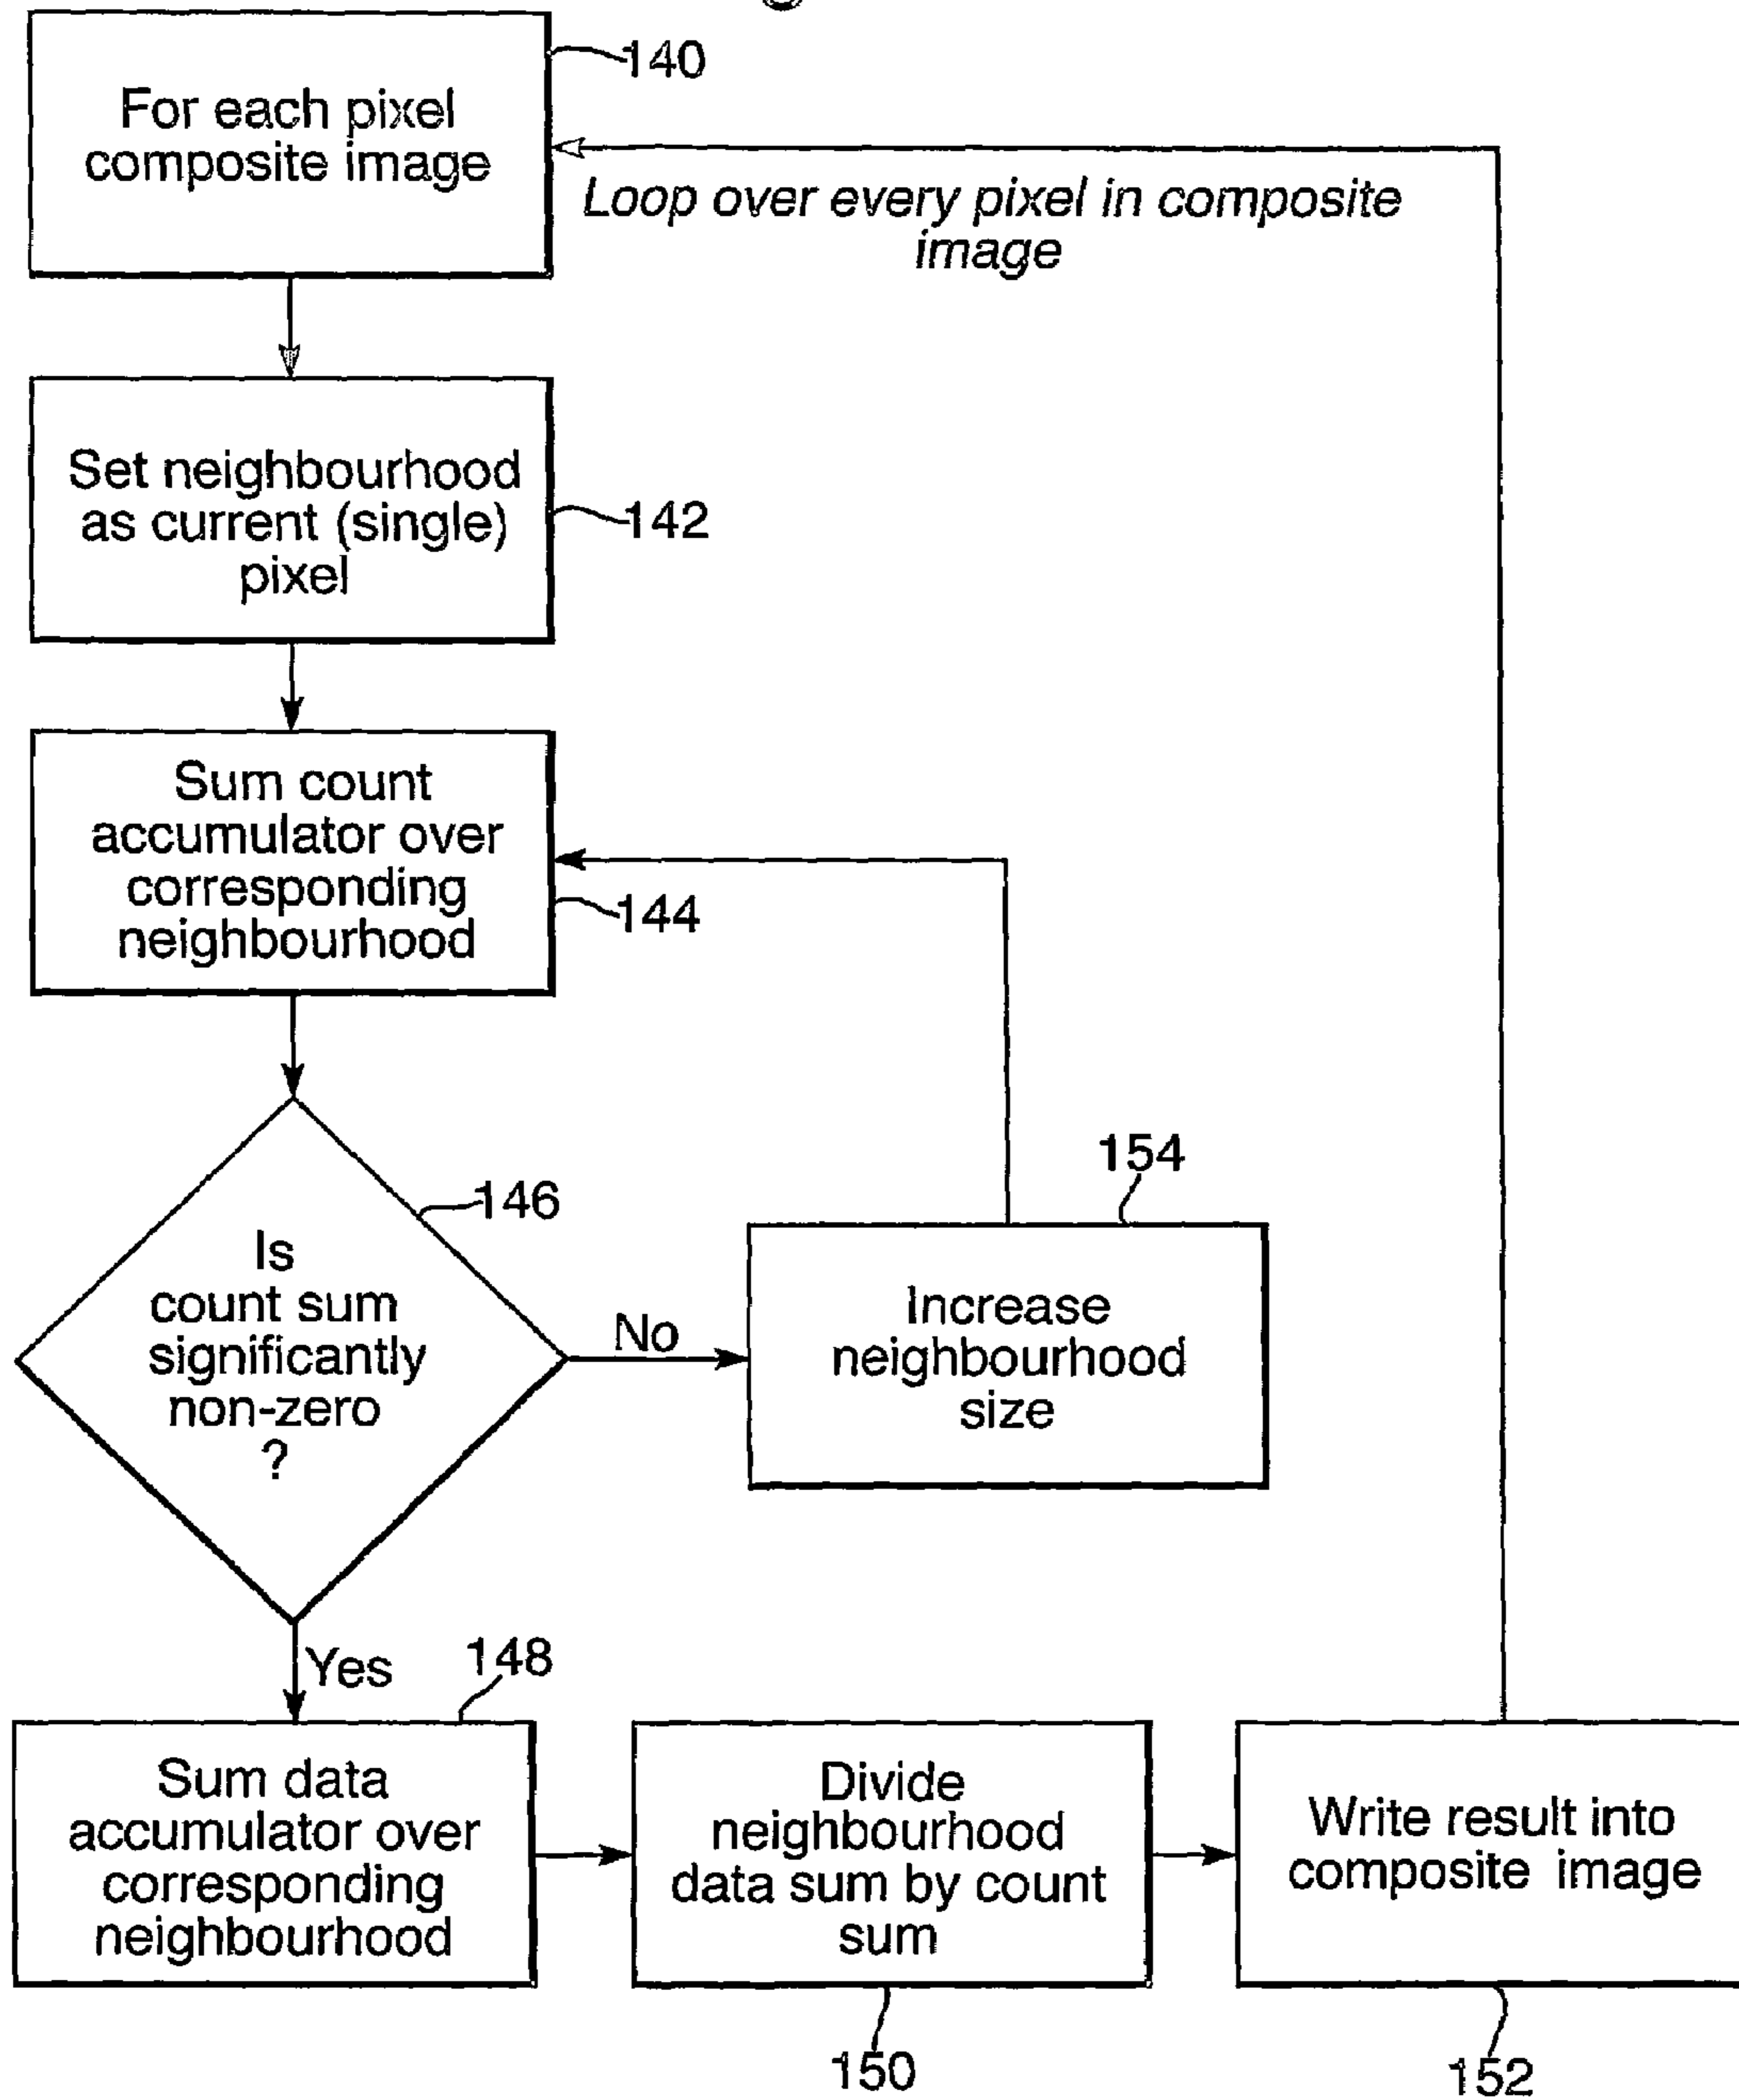 For each pixel
composite image
140
Loop over every pixel in composite
image
Set neighbourhood
as current (single)
pixel
142
Sum count
accumulator over
corresponding
neighbourhood
144
Is
count sum
significantly
non-zero
?
146
No
154
Increase
neighbourhood
size
Yes
148
Sum data
accumulator over
corresponding
neighbourhood
Divide
neighbourhood
data sum by count
sum
150
Write result into
composite image
152